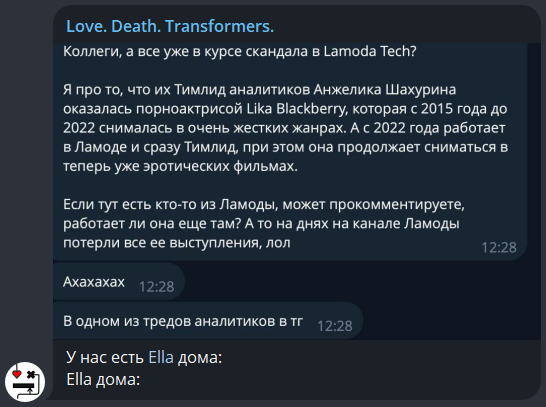 Love. Death. Transformers.
Коллеги, а все уже в курсе скандала в Lamoda Tech?
Я про то, что их Тимлид аналитиков Анжелика Шахурина
оказалась порноактрисой Lika Blackberry, которая с 2015 года до
2022 снималась в очень жестких жанрах. А с 2022 года работает
в Ламоде и сразу Тимлид, при этом она продолжает сниматься в
теперь уже эротических фильмах.
Если тут есть кто-то из Ламоды, может прокомментируете,
работает ли она еще там? А то на днях на канале Ламоды
потерли все ее выступления, лол
12:28
Ахахахах 12:28
В одном из тредов аналитиков в тг 12:28
У нас есть Ella дома:
Ella дома: